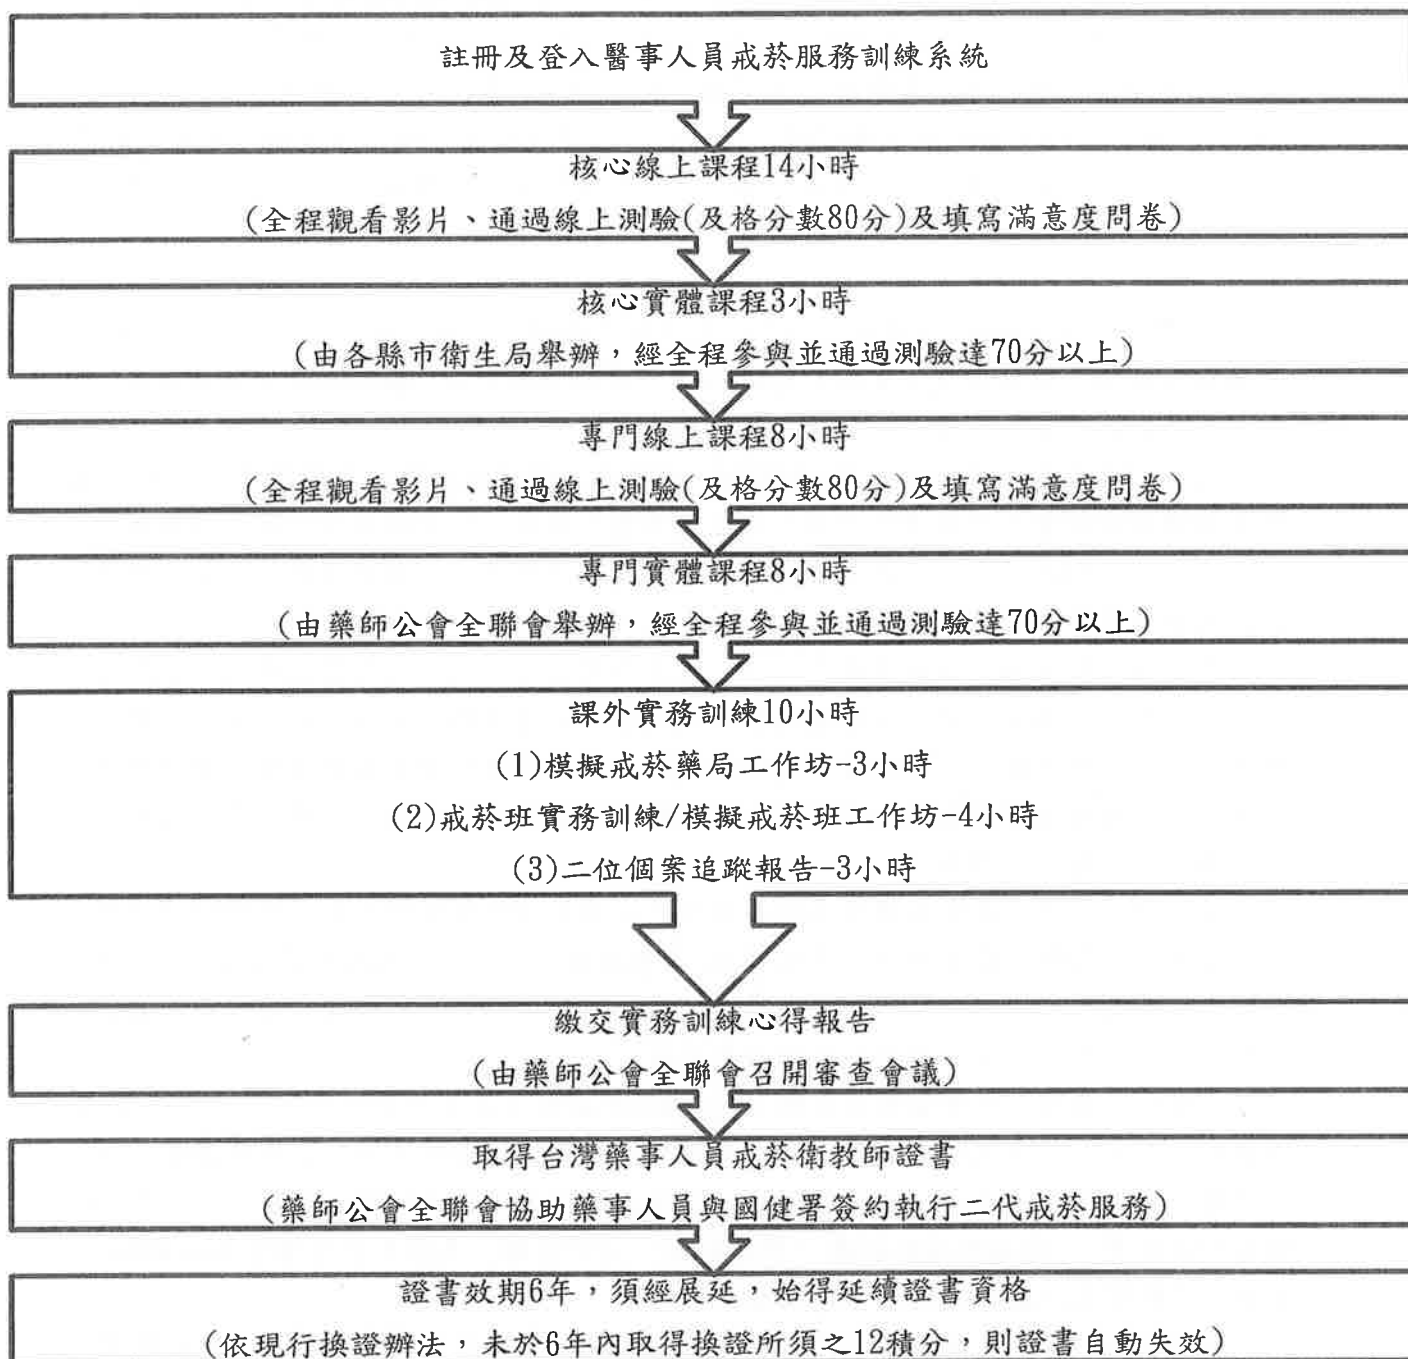 註冊及登入醫事人員戒菸服務訓練系統
核心線上課程14小時
(全程觀看影片、通過線上測驗(及格分數80分)及填寫滿意度問卷)
核心實體課程3小時
(由各縣市衛生局舉辦，經全程參與並通過測驗達70分以上)
專門線上課程8小時
(全程觀看影片、通過線上測驗(及格分數80分)及填寫滿意度問卷)
專門實體課程8小時
(由藥師公會全聯會舉辦，經全程參與並通過測驗達70分以上)
課外實務訓練10小時
(1)模擬戒菸藥局工作坊-3小時
(2)戒菸班實務訓練/模擬戒菸班工作坊-4小時
(3)二位個案追蹤報告-3小時
繳交實務訓練心得報告
(由藥師公會全聯會召開審查會議)
取得台灣藥事人員戒菸衛教師證書
(藥師公會全聯會協助藥事人員與國健署簽約執行二代戒菸服務)
證書效期6年，須經展延，始得延續證書資格
(依現行換證辦法，未於6年內取得換證所須之12積分，則證書自動失效)